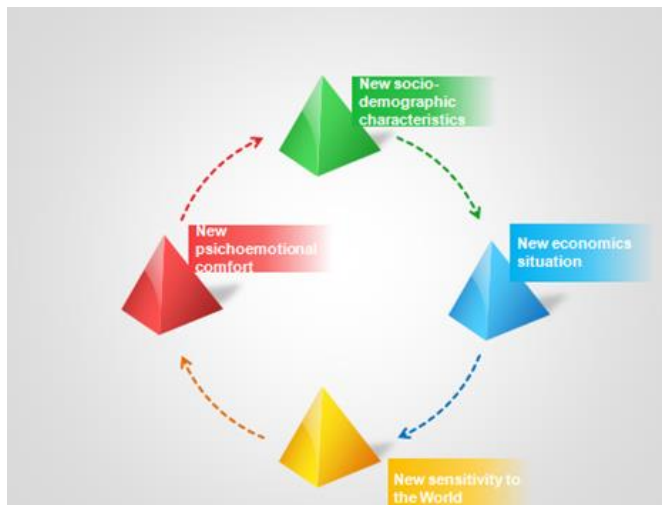 New socio-
demographic
characteristics
New economics
situation
New sensitivity to
the World
New
psichoemotional
comfort